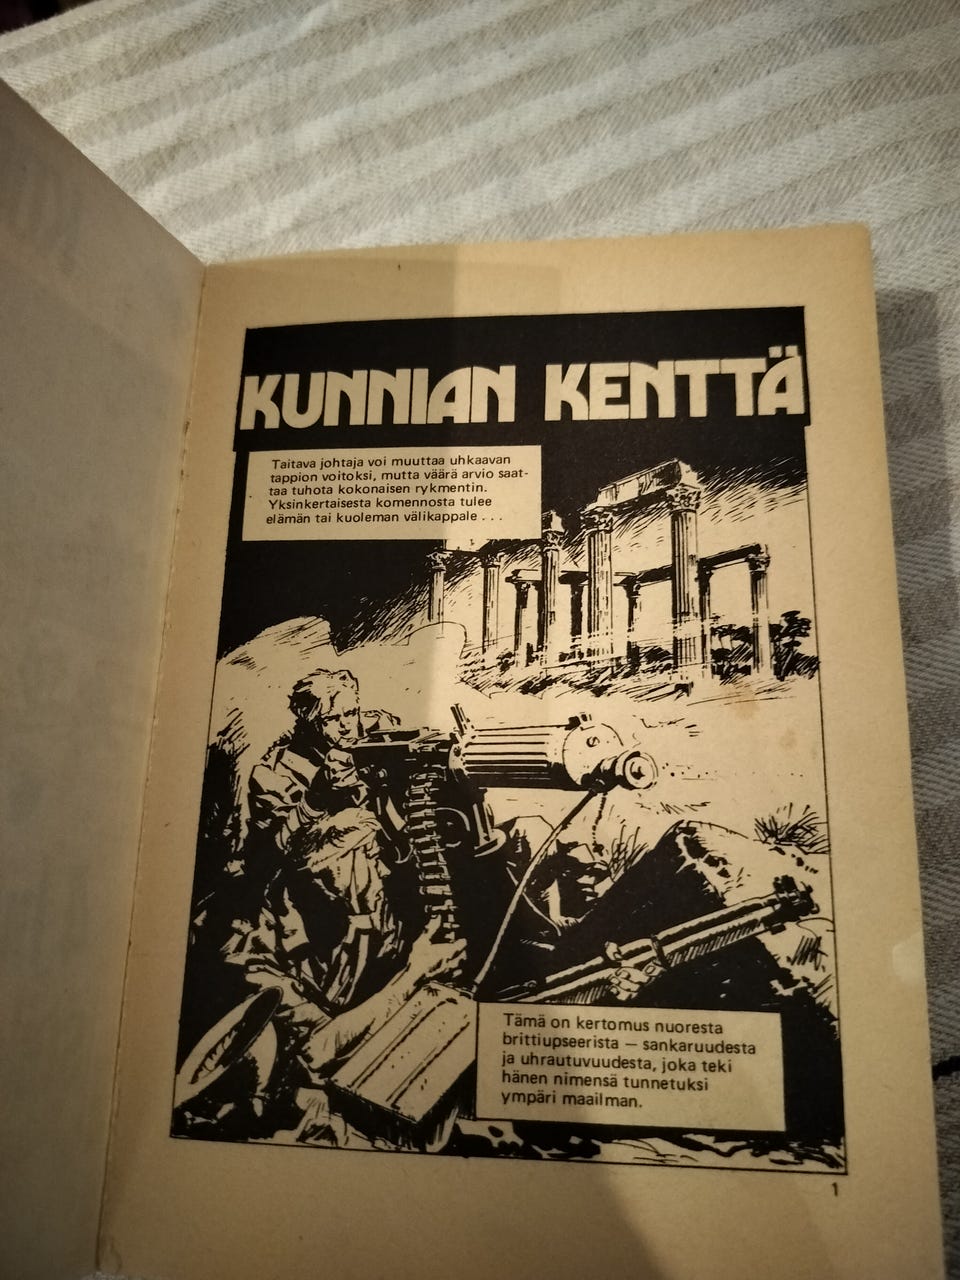 KUNNIAN KENTTÄ
Taitava johtaja voi muuttaa uhkaavan
tappion voitoksi, mutta väärä arvio saat-
taa tuhota kokonaisen rykmentin.
Yksinkertaisesta komennosta tulee
elämän tai kuoleman välikappale . . .
Tämä on kertomus nuoresta
brittiupseerista — sankaruudesta
ja uhrautuvuudesta, joka teki
hänen nimensä tunnetuksi
ympäri maailman.
1